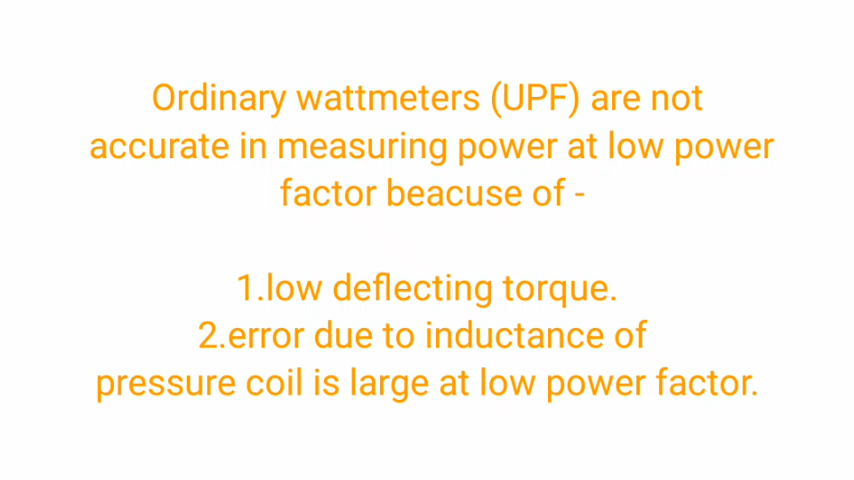 Ordinary wattmeters (UPF) are not
accurate in measuring power at low power
factor beacuse of -
1.low deflecting torque.
2.error due to inductance of
pressure coil is large at low power factor.